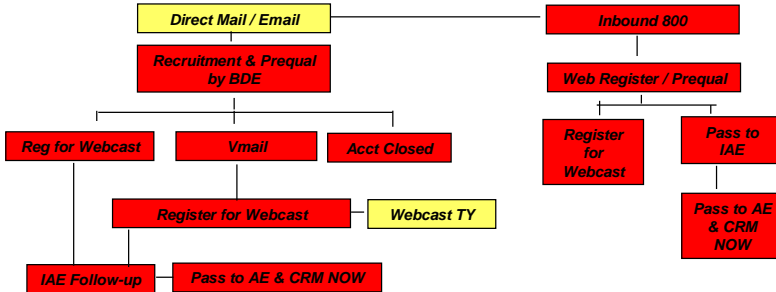 Direct Mail / Email
Inbound 800
Recruitment & Prequal
by BDE
Web Register / Prequal
Reg for Webcast
Vmail
Acct Closed
Register
for
Webcast
Pass to
IAE
Register for Webcast
Webcast TY
Pass to AE
& CRM
NOW
IAE Follow-up
Pass to AE & CRM NOW